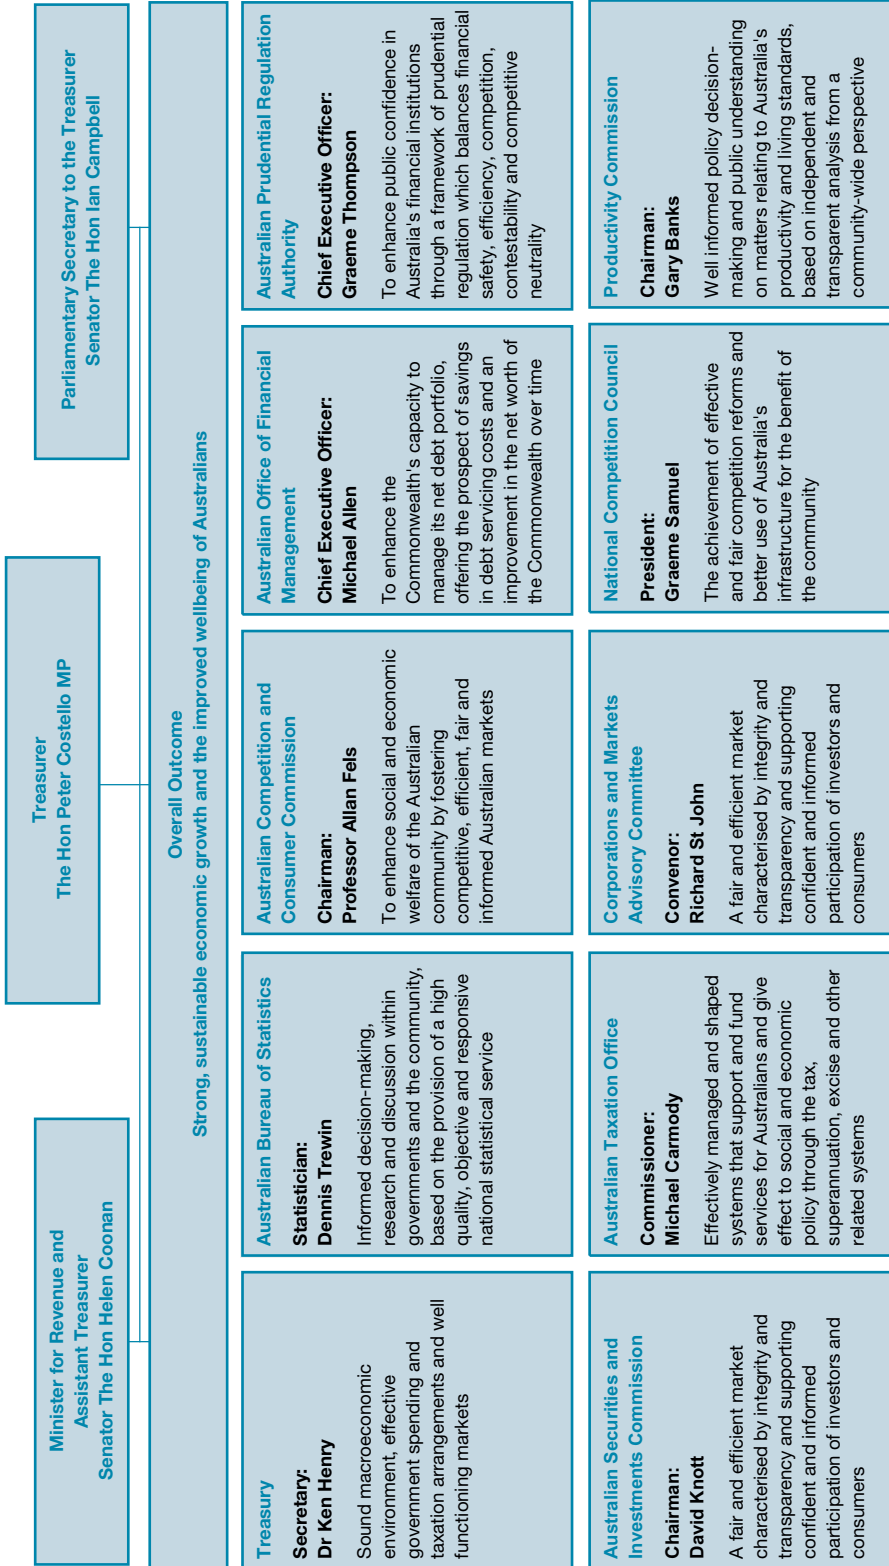 Treasurer
The Hon Peter Costello MP
Minister for Revenue and
Assistant Treasurer
Senator The Hon Helen Coonan
Parliamentary Secretary to the Treasurer
Senator The Hon Ian Campbell
Overall Outcome
Strong, sustainable economic growth and the improved wellbeing of Australians
Treasury
Secretary:
Dr Ken Henry
Sound macroeconomic
environment, effective
government spending and
taxation arrangements and well
functioning markets
Australian Bureau of Statistics
Statistician:
Dennis Trewin
Informed decision-making,
research and discussion within
governments and the community,
based on the provision of a high
quality, objective and responsive
national statistical service
Australian Competition and
Consumer Commission
Chairman:
Professor Allan Fels
To enhance social and economic
welfare of the Australian
community by fostering
competitive, efficient, fair and
informed Australian markets
Australian Office of Financial
Management
Chief Executive Officer:
Michael Allen
To enhance the
Commonwealth's capacity to
manage its net debt portfolio,
offering the prospect of savings
in debt servicing costs and an
improvement in the net worth of
the Commonwealth over time
Australian Prudential Regulation
Authority
Chief Executive Officer:
Graeme Thompson
To enhance public confidence in
Australia's financial institutions
through a framework of prudential
regulation which balances financial
safety, efficiency, competition,
contestability and competitive
neutrality
Australian Securities and
Investments Commission
Chairman:
David Knott
A fair and efficient market
characterised by integrity and
transparency and supporting
confident and informed
participation of investors and
consumers
Australian Taxation Office
Commissioner:
Michael Carmody
Effectively managed and shaped
systems that support and fund
services for Australians and give
effect to social and economic
policy through the tax,
superannuation, excise and other
related systems
Corporations and Markets
Advisory Committee
Convenor:
Richard St John
A fair and efficient market
characterised by integrity and
transparency and supporting
confident and informed
participation of investors and
consumers
National Competition Council
President:
Graeme Samuel
The achievement of effective
and fair competition reforms and
better use of Australia's
infrastructure for the benefit of
the community
Productivity Commission
Chairman:
Gary Banks
Well informed policy decision-
making and public understanding
on matters relating to Australia's
productivity and living standards,
based on independent and
transparent analysis from a
community-wide perspective